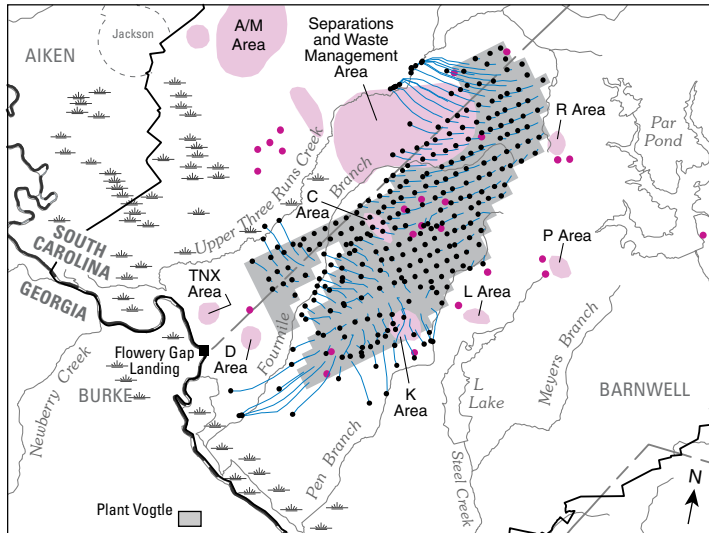 A/M
Area
Jackson
AIKEN
Separations
and Waste
Management
Area
R Area
Par
Pond
Upper Three Runs Creek
Branch
C
Area
SOUTH
CAROLINA
GEORGIA
TNX
Area
P Area
L Area
Flowery Gap
Landing
D
Area
Fourmile
K
Area
L
Lake
Meyers Branch
Newberry Creek
BURKE
BARNWELL
Pen Branch
Steel Creek
Plant Vogtle
N